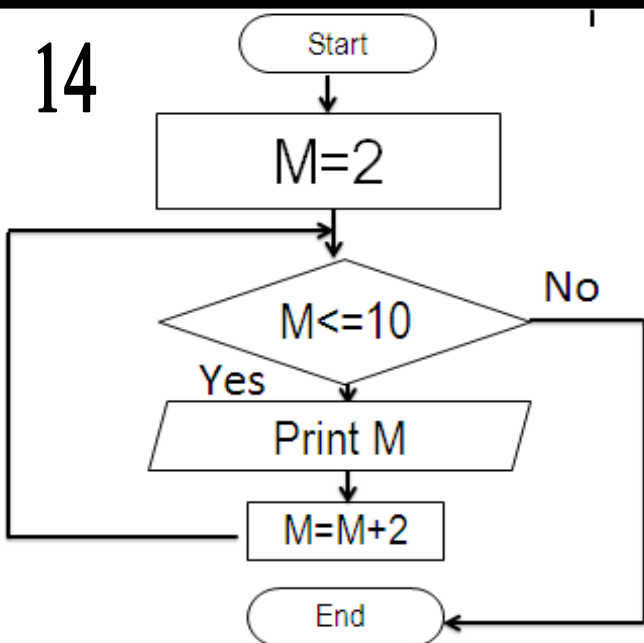 14
Start
M=2
M<=10
No
Yes
Print M
M=M+2
End